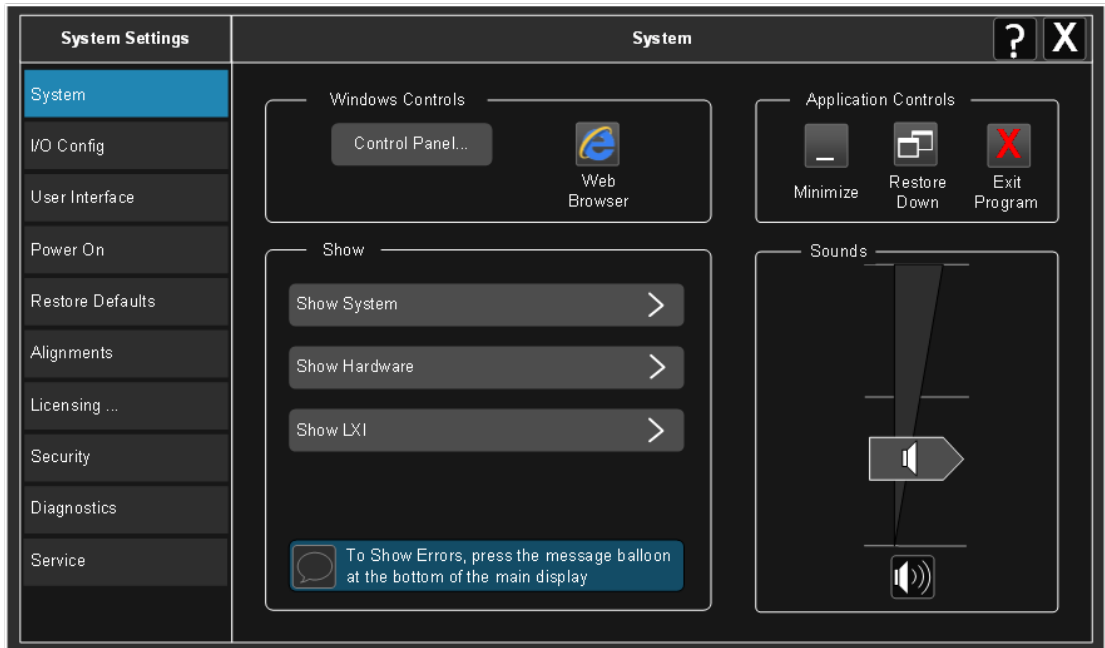 System Settings
System
?
X
System
I/O Config
User Interface
Power On
Restore Defaults
Alignments
Licensing ...
Security
Diagnostics
Service
Windows Controls
Control Panel...
Web
Browser
Application Controls
Minimize
Restore
Down
X
Exit
Program
Show
Show System
Show Hardware
Show LXI
To Show Errors, press the message balloon
at the bottom of the main display
Sounds